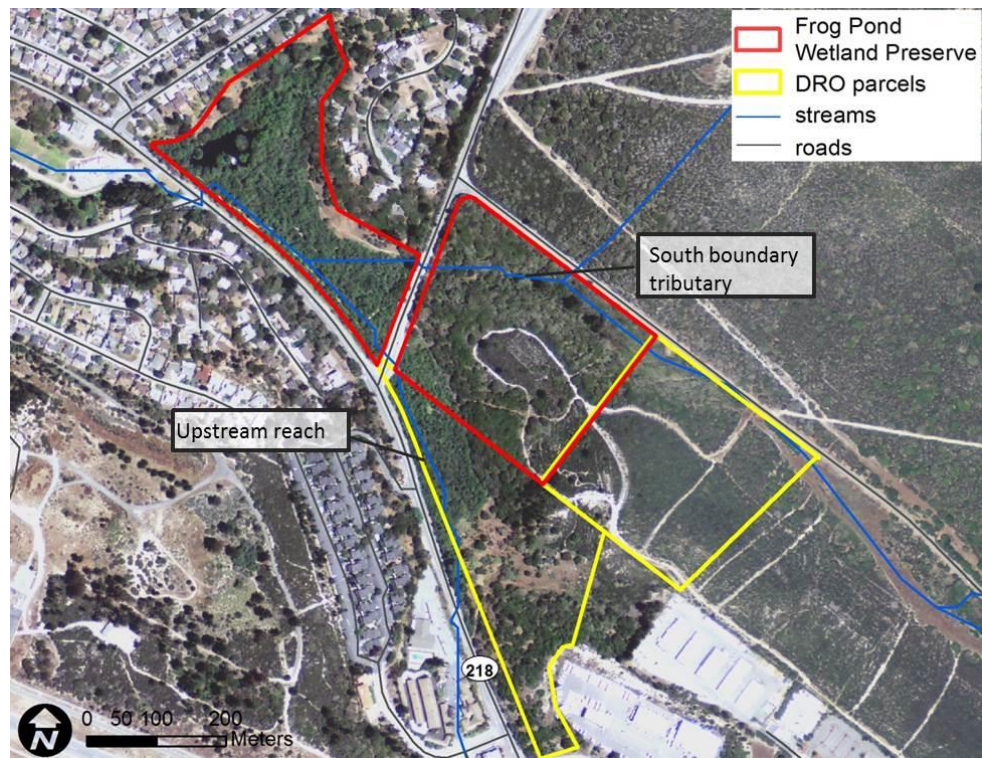 Frog Pond
Wetland Preserve
DRO parcels
streams
roads
South boundary
tributary
Upstream reach
218
N
0 50 100 200
Meters